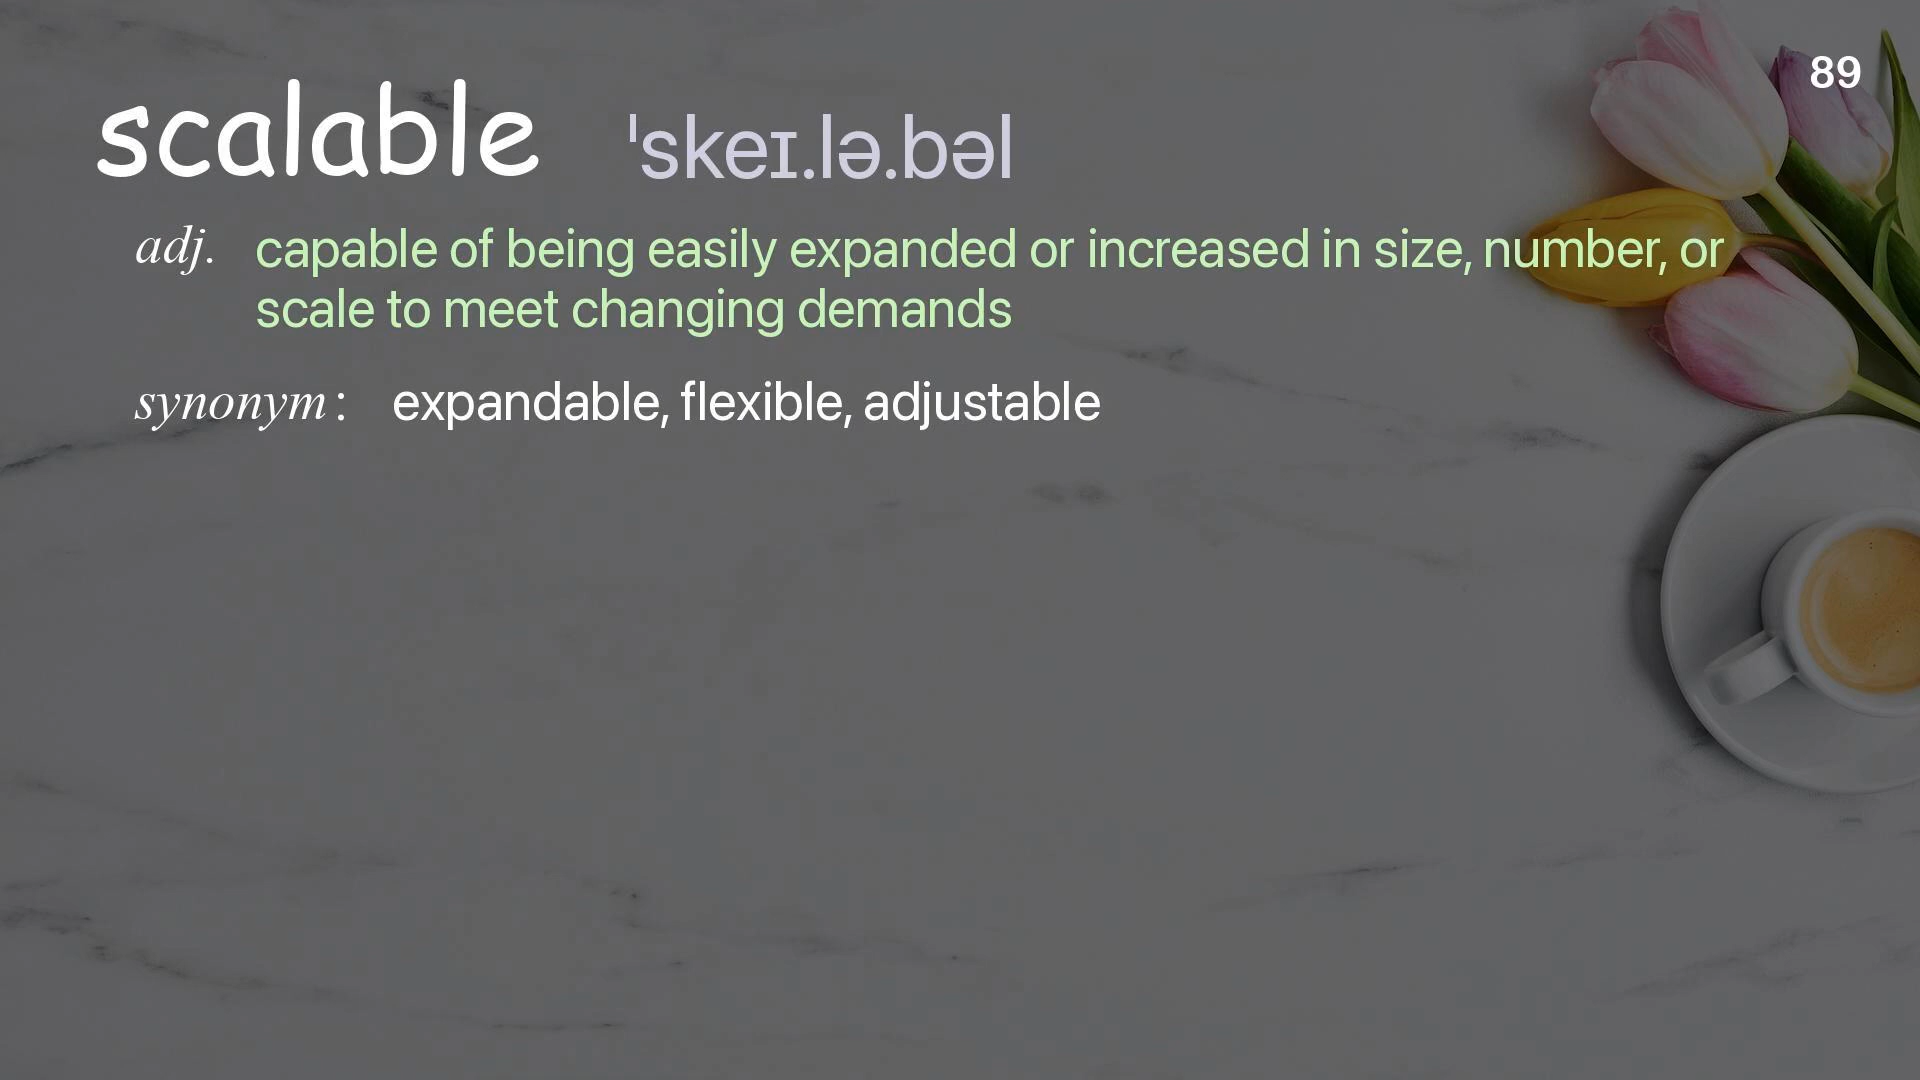 89
scalable ˈskeɪ.lə.bəl
adj. capable of being easily expanded or increased in size, number, or
scale to meet changing demands
synonym : expandable, flexible, adjustable